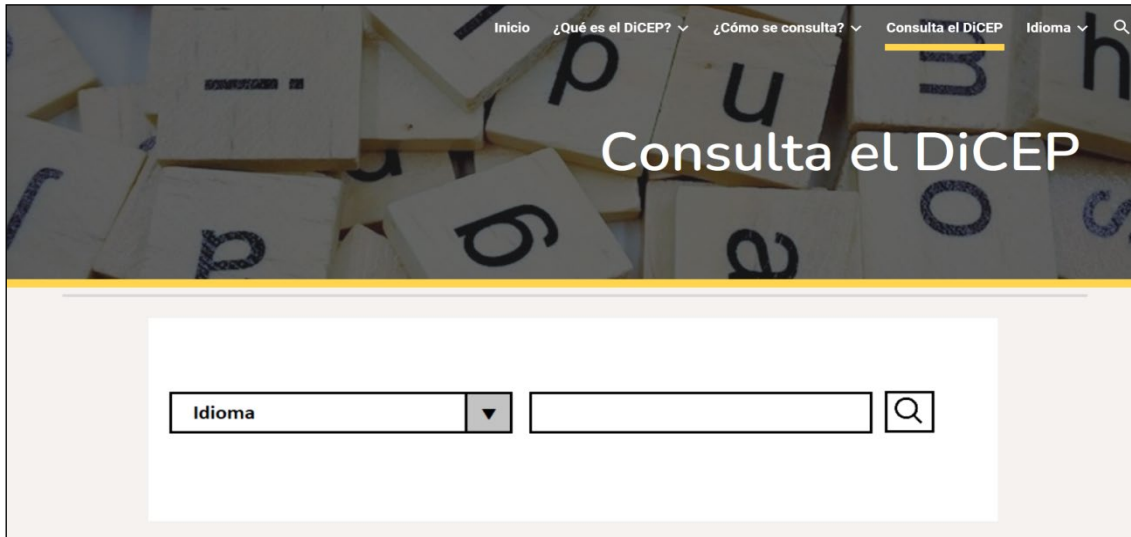 Inicio ¿Qué es el DiCEP? ¿Cómo se consulta? Consulta el DiCEP Idioma
Consulta el DiCEP
Idioma